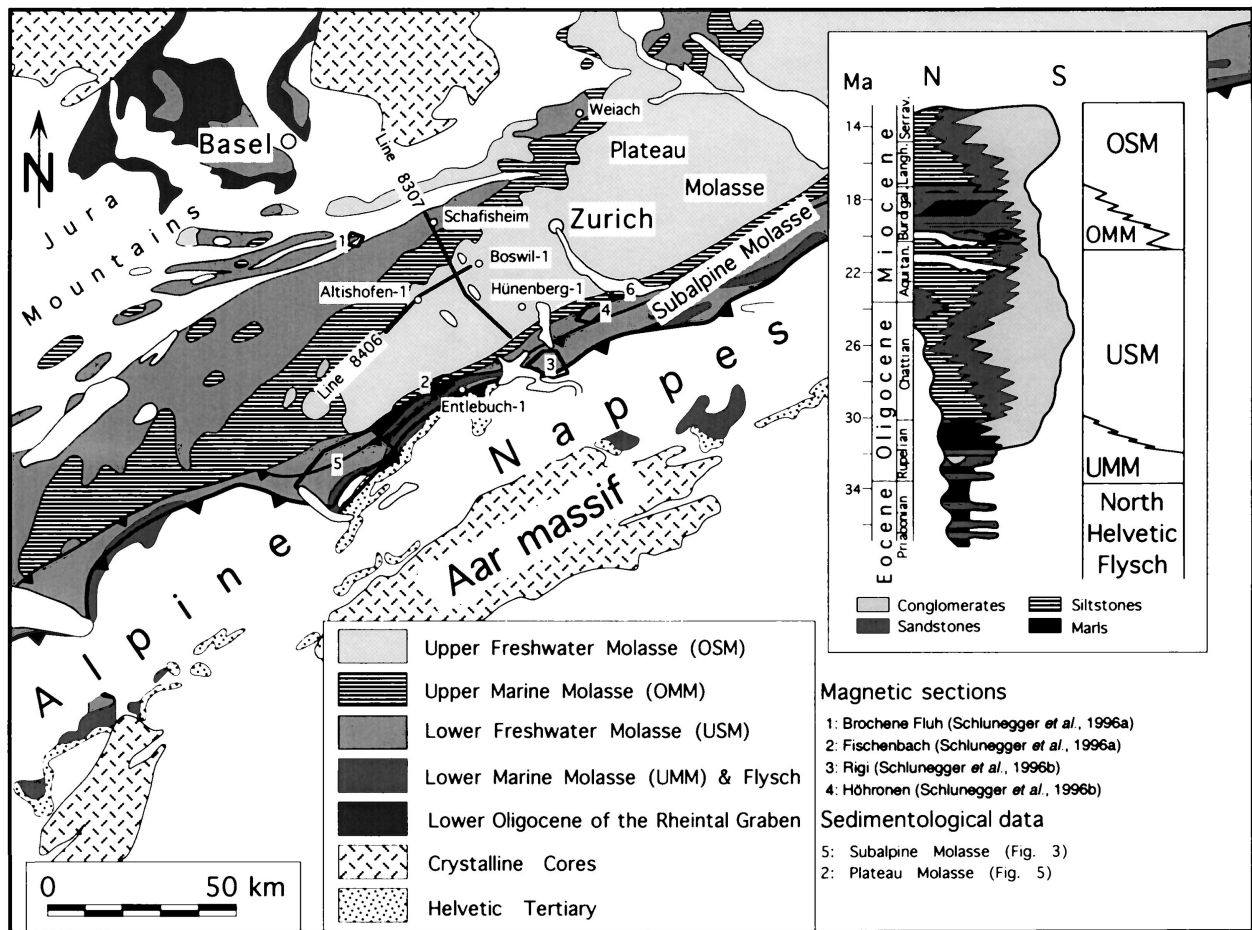 Basel
N
Jura
Mountains
Line 8307
Weiach
Plateau
Molasse
Schafisheim
Zurich
Boswil-1
Altishofen-1
Hünenberg-1
Subalpine Molasse
Line 8406
Entlebuch-1
1
2
3
4
5
6
Alpine Nappes
Aar massif
0 50 km
Upper Freshwater Molasse (OSM)
Upper Marine Molasse (OMM)
Lower Freshwater Molasse (USM)
Lower Marine Molasse (UMM) & Flysch
Lower Oligocene of the Rheintal Graben
Crystalline Cores
Helvetic Tertiary
Ma N S
14
18
22
26
30
34
Miocene
Oligocene
Eocene
Serrav.
Langh.
Burdigal.
Aquitan.
Chattian
Rupelian
Priabonian
OSM
OMM
USM
UMM
North
Helvetic
Flysch
Conglomerates
Siltstones
Sandstones
Marls
Magnetic sections
1: Brochene Fluh (Schlunegger et al., 1996a)
2: Fischenbach (Schlunegger et al., 1996a)
3: Rigi (Schlunegger et al., 1996b)
4: Höhronen (Schlunegger et al., 1996b)
Sedimentological data
5: Subalpine Molasse (Fig. 3)
2: Plateau Molasse (Fig. 5)